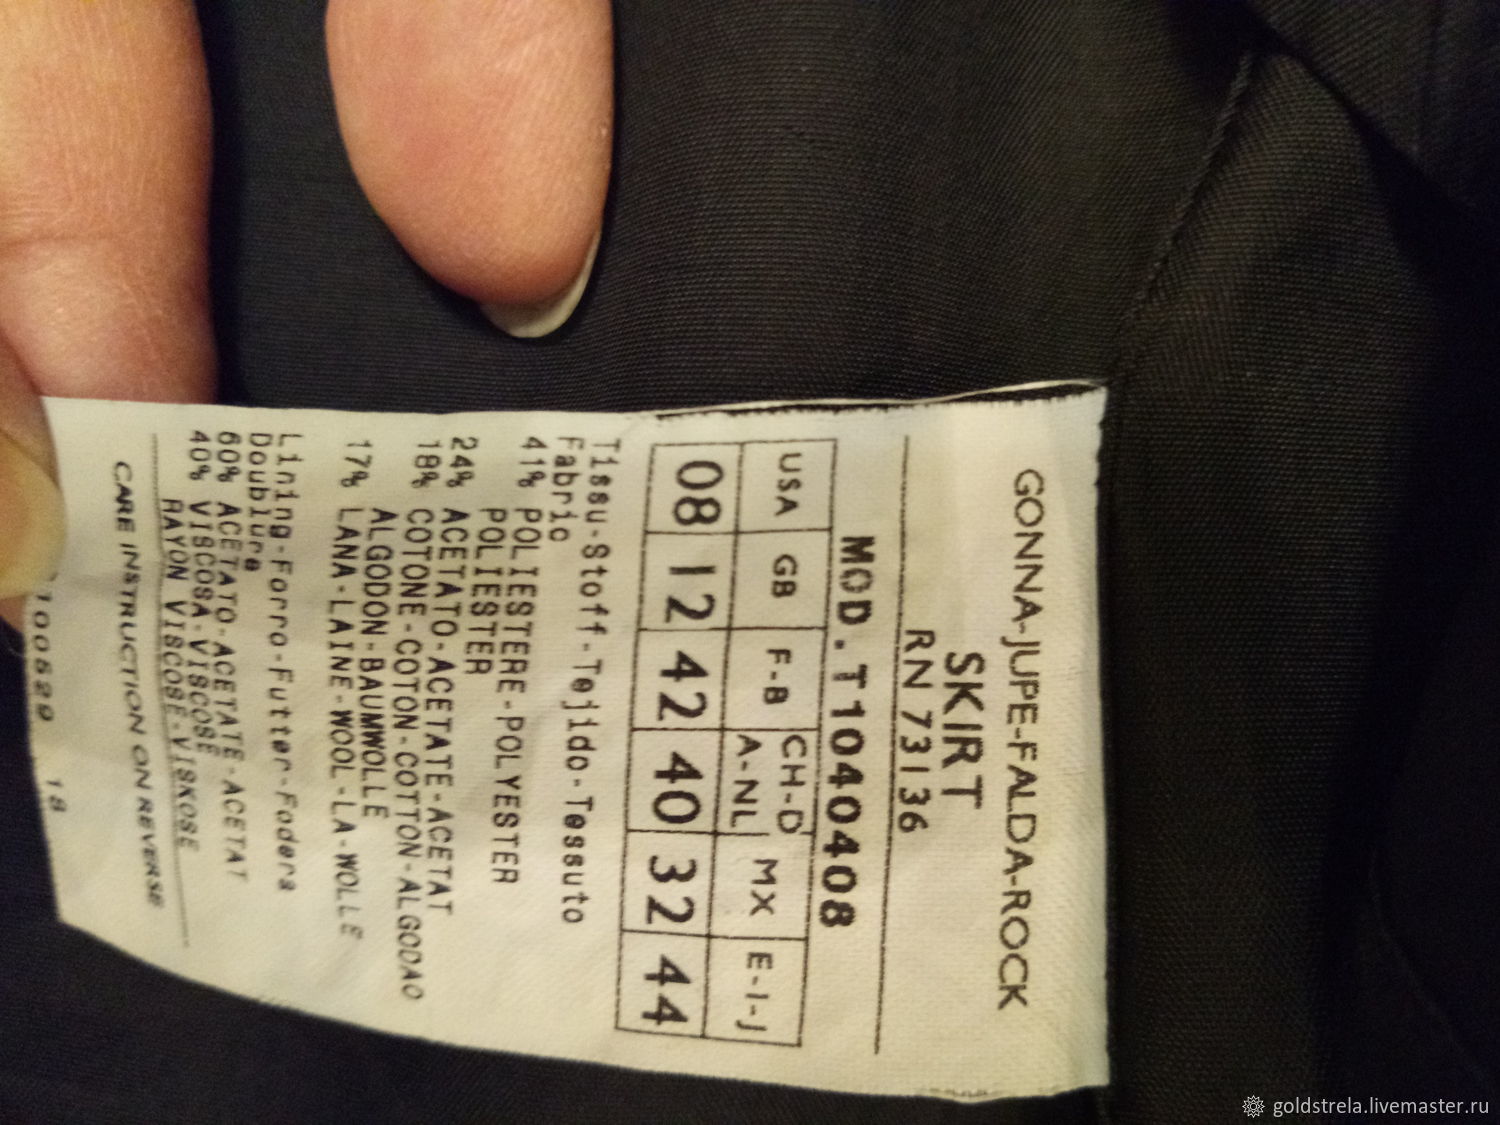 GONNA-JUPE-FALDA-ROCK
SKIRT
RN 73136
MOD.T1040408
USA GB F-B CH-D A-NL MX E-I-J
08 12 42 40 32 44
Tissu-Stoff-Tejido-Tessuto
Fabric
41% POLIESTERE-POLYESTER
POLIESTER
24% ACETATO-ACETATE-ACETAT
18% COTONE-COTON-COTTON-ALGODAO
ALGODON-BAUMWOLLE
17% LANA-LAINE-WOOL-LA-WOLLE
Lining-Forro-Futter-Fodera
Doublure
60% ACETATO-ACETATE-ACETAT
40% VISCOSA-VISCOSE
RAYON VISCOSE-VISKOSE
CARE INSTRUCTION ON REVERSE
100629 18
goldstrela.livemaster.ru